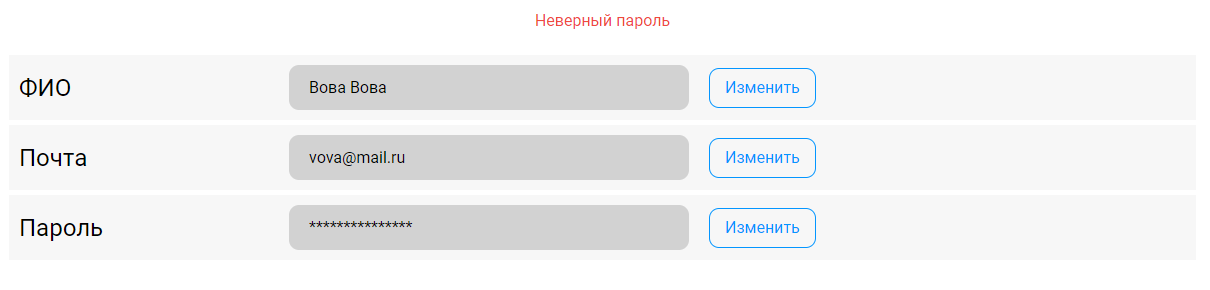 Неверный пароль
ФИО Вова Вова Изменить
Почта vova@mail.ru Изменить
Пароль *************** Изменить